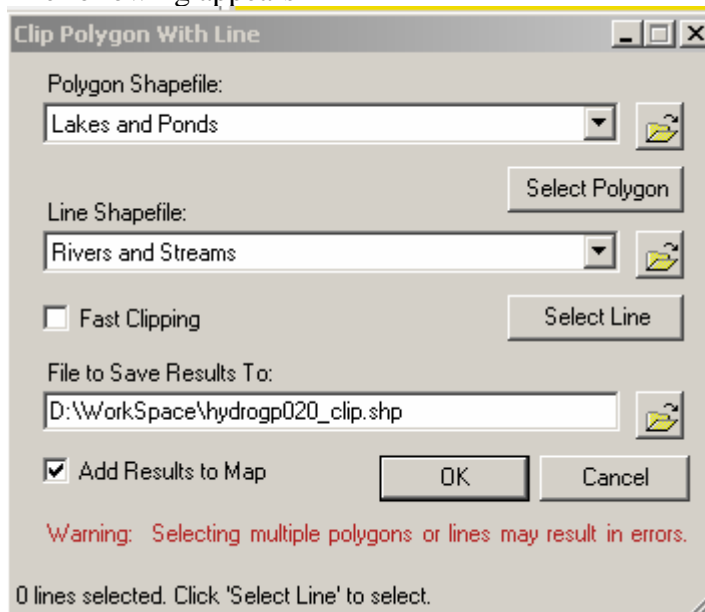 Clip Polygon With Line
Polygon Shapefile:
Lakes and Ponds
Select Polygon
Line Shapefile:
Rivers and Streams
Fast Clipping
Select Line
File to Save Results To:
D:\WorkSpace\hydrogp020_clip.shp
Add Results to Map
OK
Cancel
Warning: Selecting multiple polygons or lines may result in errors.
0 lines selected. Click 'Select Line' to select.